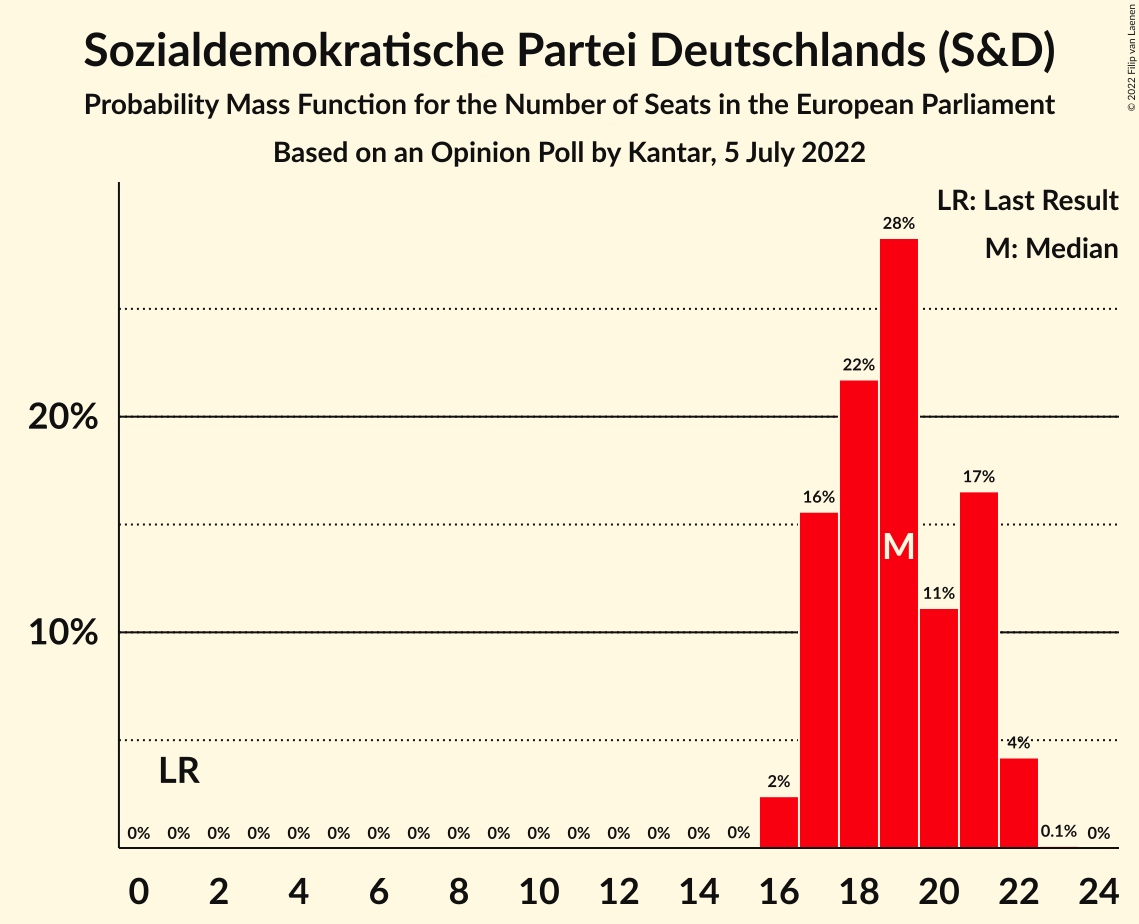 Sozialdemokratische Partei Deutschlands (S&D)
Probability Mass Function for the Number of Seats in the European Parliament
Based on an Opinion Poll by Kantar, 5 July 2022
© 2022 Filip van Laenen
LR: Last Result
M: Median
28%
22%
20%
17%
16%
M
11%
10%
4%
LR
2%
0% 0% 0% 0% 0% 0% 0% 0% 0% 0% 0% 0% 0% 0% 0% 0% 0.1% 0%
0 2 4 6 8 10 12 14 16 18 20 22 24